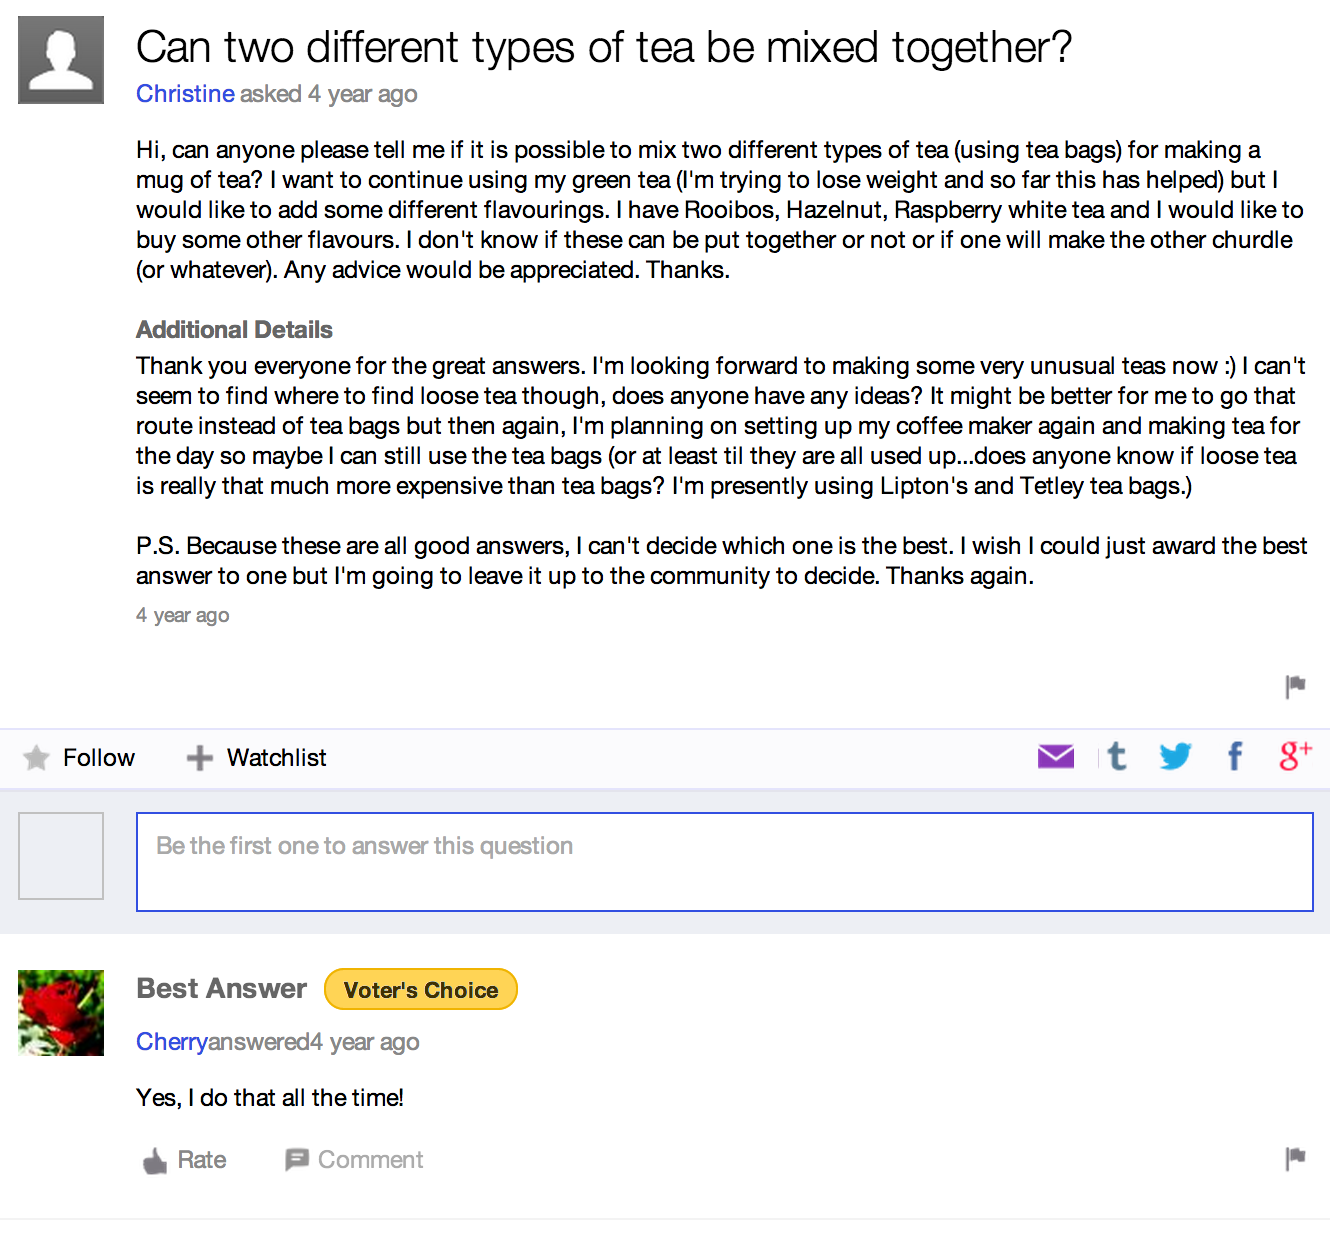 Can two different types of tea be mixed together?
Christine asked 4 year ago
Hi, can anyone please tell me if it is possible to mix two different types of tea (using tea bags) for making a
mug of tea? I want to continue using my green tea (I'm trying to lose weight and so far this has helped) but I
would like to add some different flavourings. I have Rooibos, Hazelnut, Raspberry white tea and I would like to
buy some other flavours. I don't know if these can be put together or not or if one will make the other churdle
(or whatever). Any advice would be appreciated. Thanks.
Additional Details
Thank you everyone for the great answers. I'm looking forward to making some very unusual teas now :) I can't
seem to find where to find loose tea though, does anyone have any ideas? It might be better for me to go that
route instead of tea bags but then again, I'm planning on setting up my coffee maker again and making tea for
the day so maybe I can still use the tea bags (or at least til they are all used up...does anyone know if loose tea
is really that much more expensive than tea bags? I'm presently using Lipton's and Tetley tea bags.)
P.S. Because these are all good answers, I can't decide which one is the best. I wish I could just award the best
answer to one but I'm going to leave it up to the community to decide. Thanks again.
4 year ago
Follow Watchlist t f g+
Be the first one to answer this question
Best Answer Voter's Choice
Cherryanswered4 year ago
Yes, I do that all the time!
Rate Comment